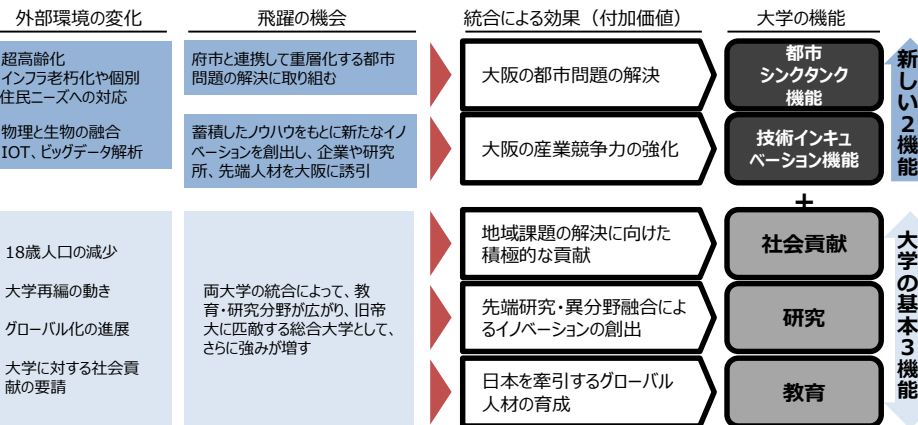 外部環境の変化
飛躍の機会
統合による効果（付加価値）
大学の機能
超高齢化
インフラ老朽化や個別
住民ニーズへの対応
物理と生物の融合
IOT、ビッグデータ解析
府市と連携して重層化する都市
問題の解決に取り組む
蓄積したノウハウをもとに新たなイノ
ベーションを創出し、企業や研究
所、先端人材を大阪に誘引
大阪の都市問題の解決
大阪の産業競争力の強化
都市
シンクタンク
機能
技術インキュ
ベーション機能
新しい2機能
+
18歳人口の減少
大学再編の動き
グローバル化の進展
大学に対する社会貢
献の要請
両大学の統合によって、教
育・研究分野が広がり、旧帝
大に匹敵する総合大学として、
さらに強みが増す
地域課題の解決に向けた
積極的な貢献
先端研究・異分野融合によ
るイノベーションの創出
日本を牽引するグローバル
人材の育成
社会貢献
研究
教育
大学の基本3機能